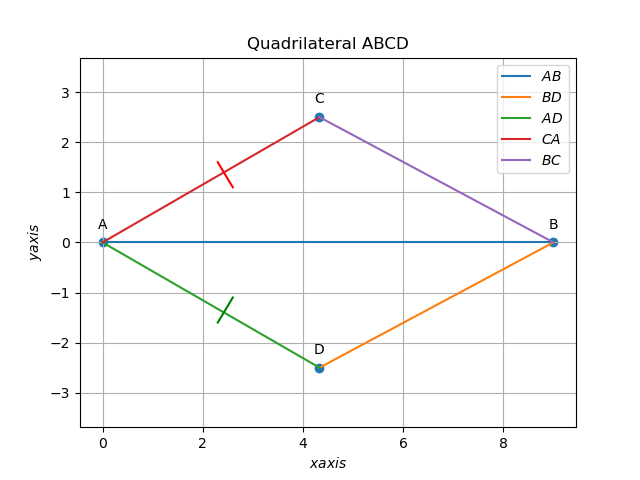 Quadrilateral ABCD
C
A
B
D
AB
BD
AD
CA
BC
3
2
1
0
−1
−2
−3
0
2
4
6
8
yaxis
xaxis